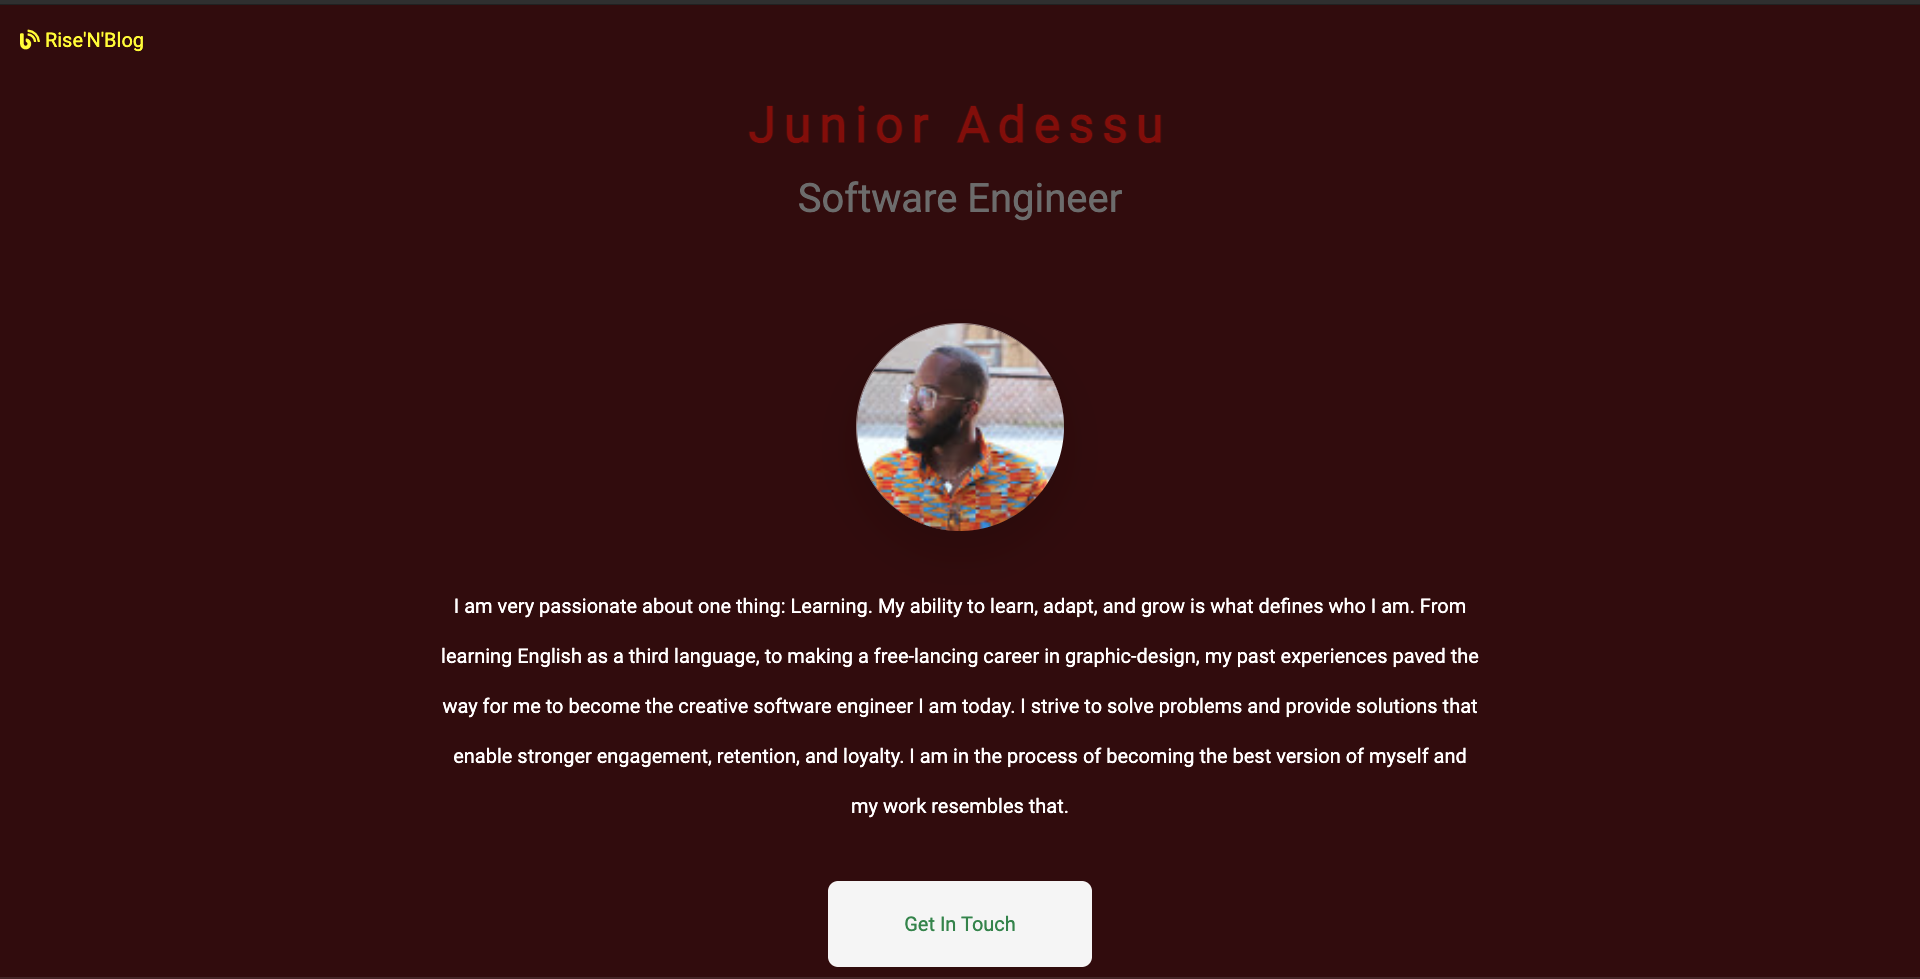 Rise'N'Blog
Junior Adessu
Software Engineer
I am very passionate about one thing: Learning. My ability to learn, adapt, and grow is what defines who I am. From
learning English as a third language, to making a free-lancing career in graphic-design, my past experiences paved the
way for me to become the creative software engineer I am today. I strive to solve problems and provide solutions that
enable stronger engagement, retention, and loyalty. I am in the process of becoming the best version of myself and
my work resembles that.
Get In Touch